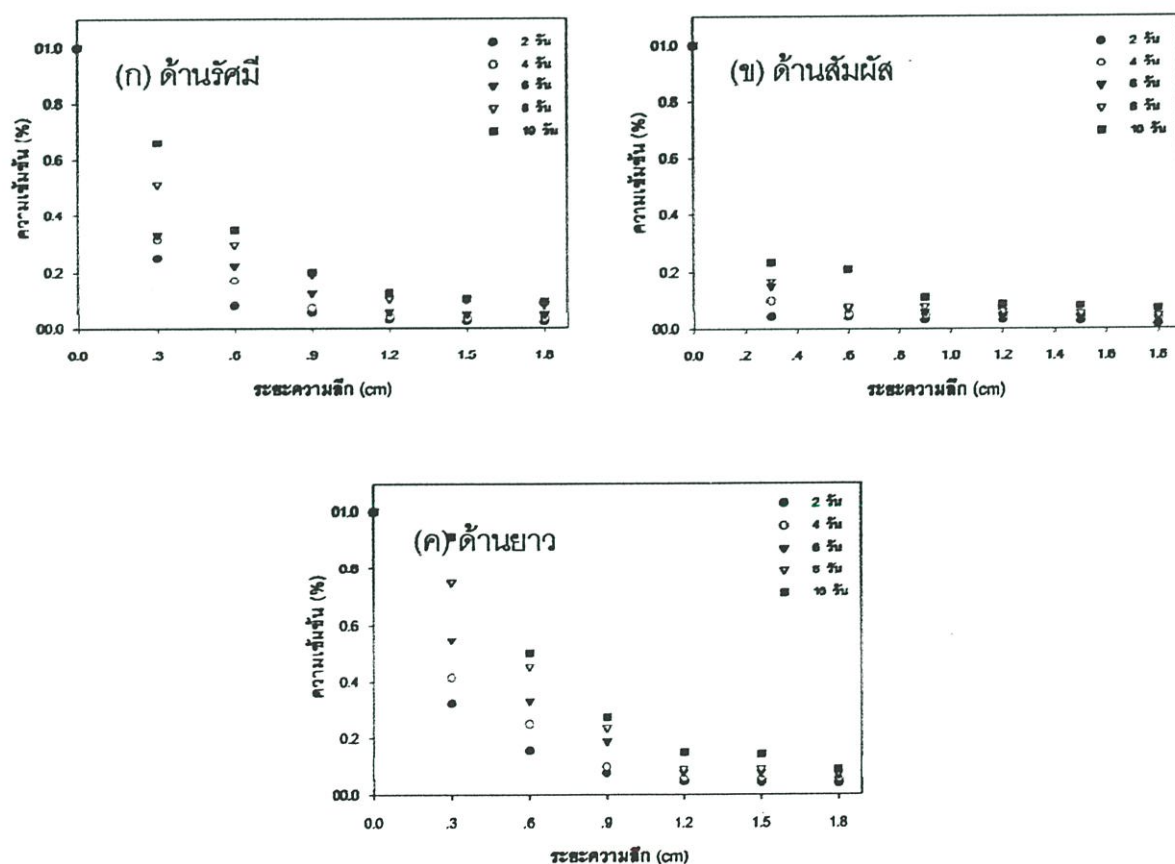 (ก) ด้านรัศมี
ความเข้มข้น (%)
01.0
0.8
0.6
0.4
0.2
00.0
0.0 .3 .6 .9 1.2 1.5 1.8
ระยะความลึก (cm)
2 วัน
4 วัน
6 วัน
8 วัน
10 วัน
(ข) ด้านสัมผัส
ความเข้มข้น (%)
01.0
0.8
0.6
0.4
0.2
00.0
0.0 .2 .4 .6 .8 1.0 1.2 1.4 1.6 1.8
ระยะความลึก (cm)
2 วัน
4 วัน
6 วัน
8 วัน
10 วัน
(ค) ด้านยาว
ความเข้มข้น (%)
01.0
0.8
0.6
0.4
0.2
00.0
0.0 .3 .6 .9 1.2 1.5 1.8
ระยะความลึก (cm)
2 วัน
4 วัน
6 วัน
8 วัน
10 วัน